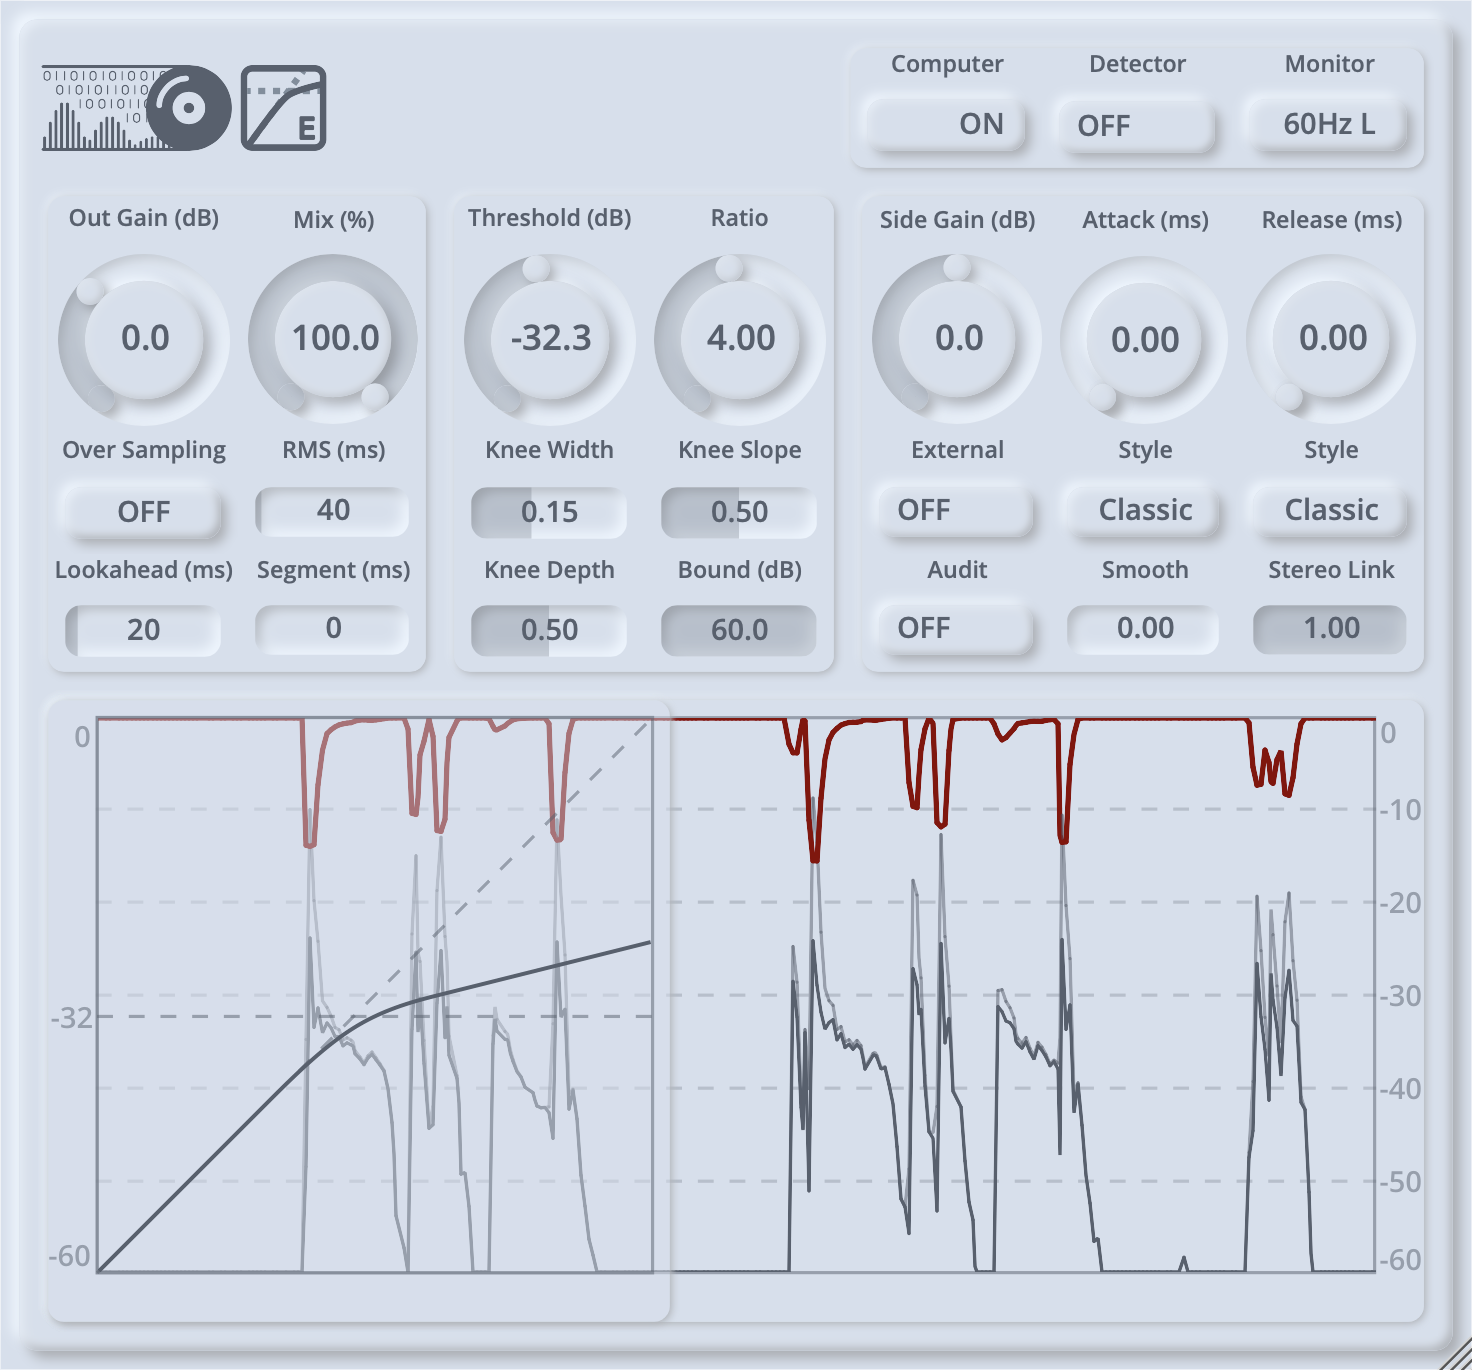 011010101001
0101010
100101
10
E
Computer Detector Monitor
ON OFF 60Hz L
Out Gain (dB) Mix (%) Threshold (dB) Ratio Side Gain (dB) Attack (ms) Release (ms)
0.0 100.0 -32.3 4.00 0.0 0.00 0.00
Over Sampling RMS (ms) Knee Width Knee Slope External Style Style
OFF 40 0.15 0.50 OFF Classic Classic
Lookahead (ms) Segment (ms) Knee Depth Bound (dB) Audit Smooth Stereo Link
20 0 0.50 60.0 OFF 0.00 1.00
0 0
-10
-20
-30
-32
-40
-50
-60 -60